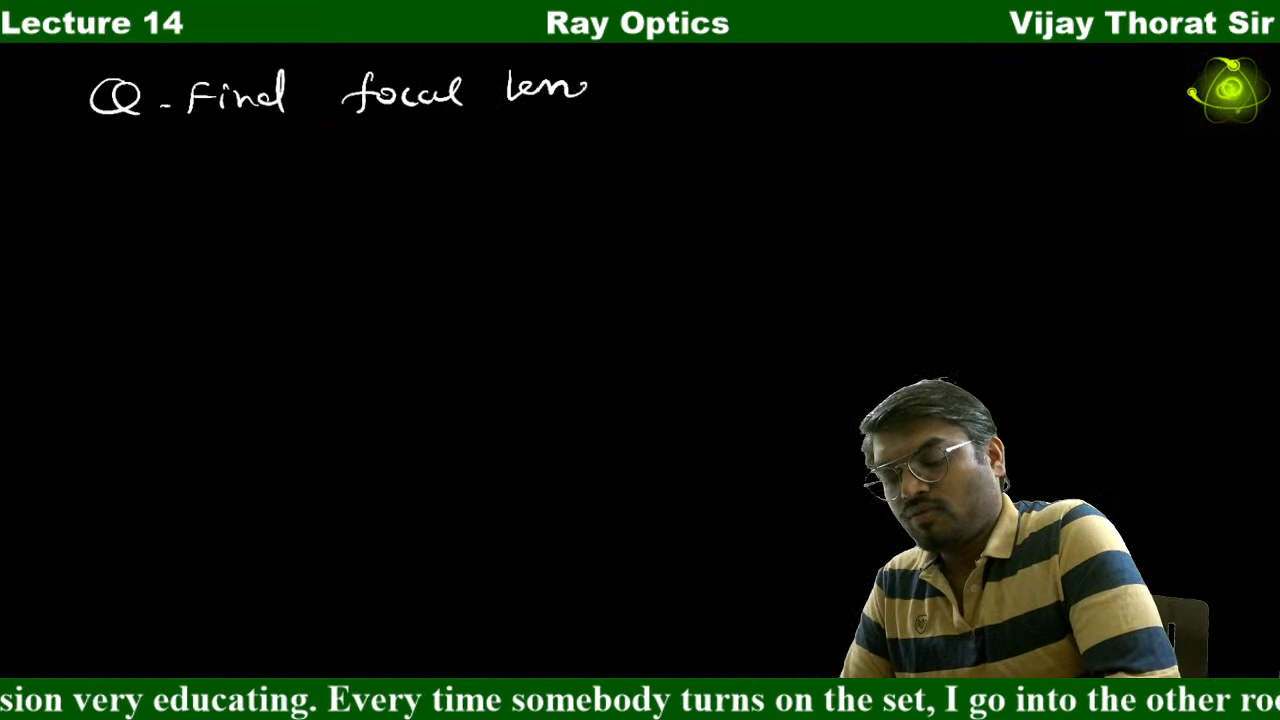 Lecture 14 Ray Optics Vijay Thorat Sir
Q - Find focal len
sion very educating. Every time somebody turns on the set, I go into the other roo